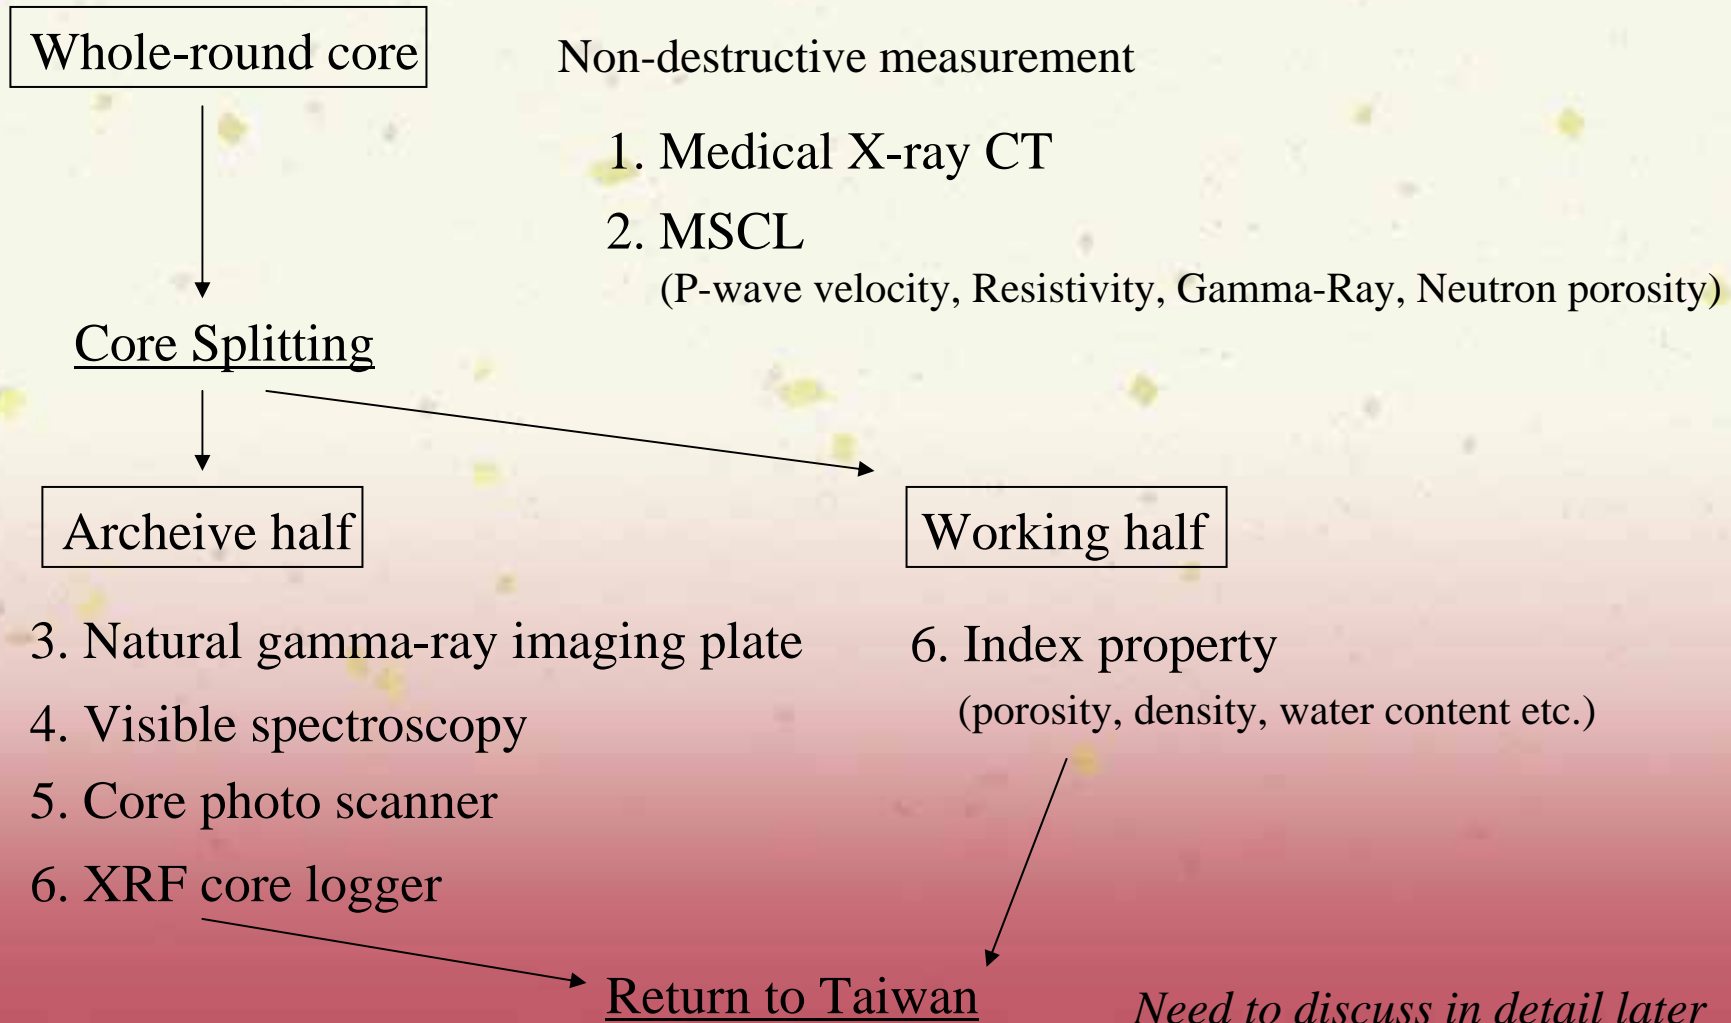 Whole-round core
Non-destructive measurement
1. Medical X-ray CT
2. MSCL
(P-wave velocity, Resistivity, Gamma-Ray, Neutron porosity)
Core Splitting
Archeive half
Working half
3. Natural gamma-ray imaging plate
4. Visible spectroscopy
5. Core photo scanner
6. XRF core logger
6. Index property
(porosity, density, water content etc.)
Return to Taiwan
Need to discuss in detail later